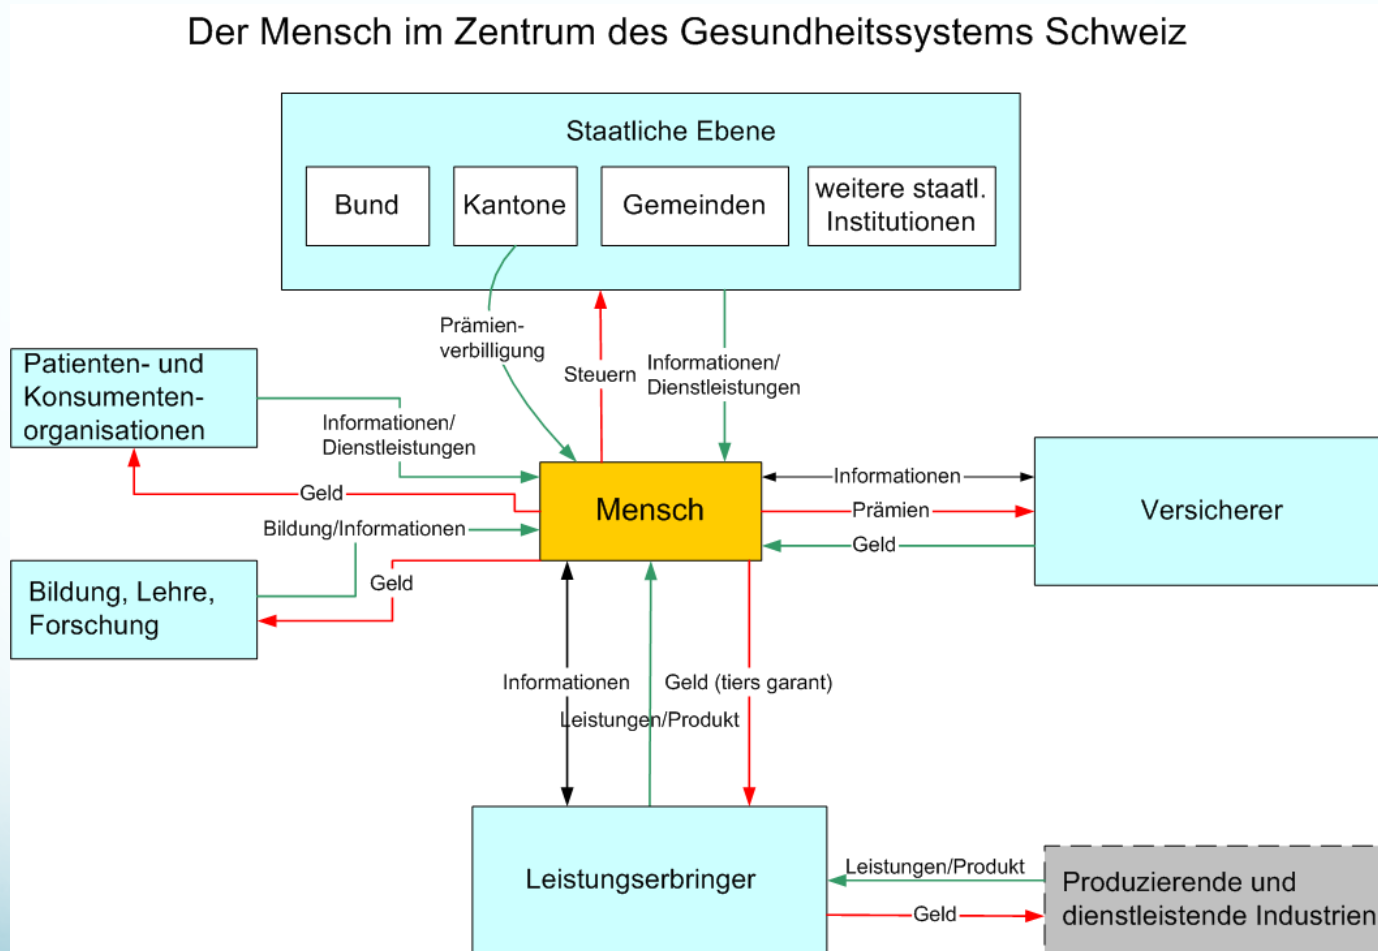 Der Mensch im Zentrum des Gesundheitssystems Schweiz
Staatliche Ebene
Bund
Kantone
Gemeinden
weitere staatl.
Institutionen
Prämien-
verbilligung
Steuern
Informationen/
Dienstleistungen
Patienten- und
Konsumenten-
organisationen
Informationen/
Dienstleistungen
Geld
Bildung/Informationen
Geld
Bildung, Lehre,
Forschung
Mensch
Informationen
Prämien
Geld
Versicherer
Informationen
Geld (tiers garant)
Leistungen/Produkt
Leistungserbringer
Leistungen/Produkt
Geld
Produzierende und
dienstleistende Industrien